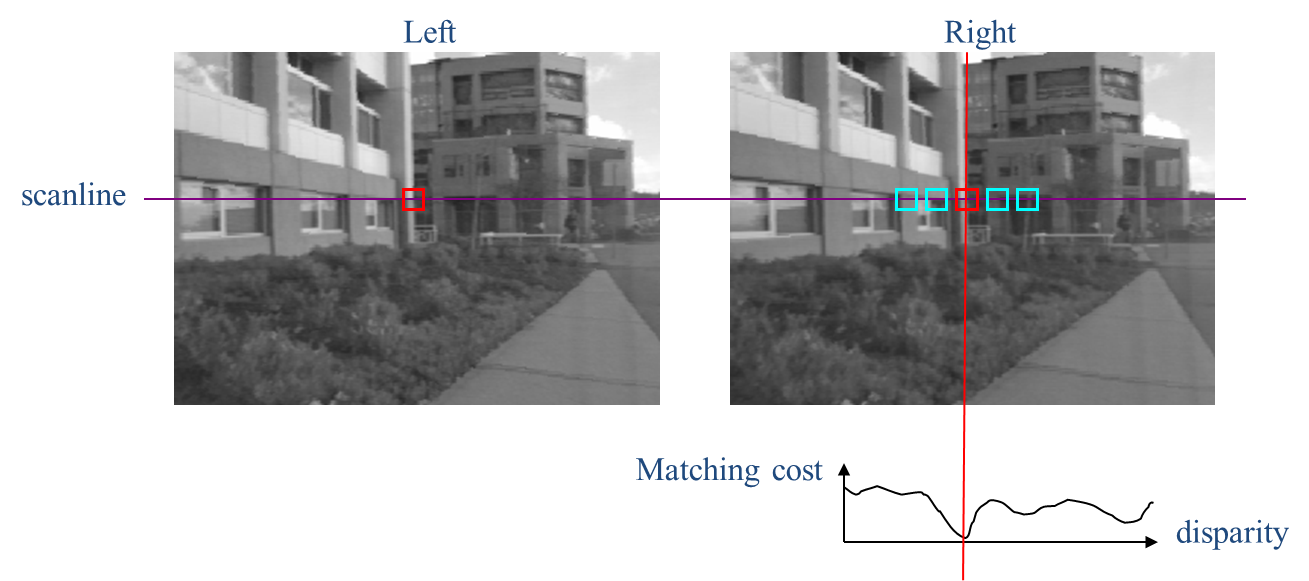 Left
Right
scanline
Matching cost
disparity